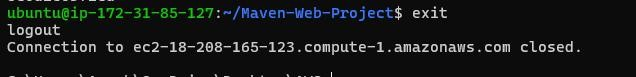 ubuntu@ip-172-31-85-127:~/Maven-Web-Project$ exit
logout
Connection to ec2-18-208-165-123.compute-1.amazonaws.com closed.